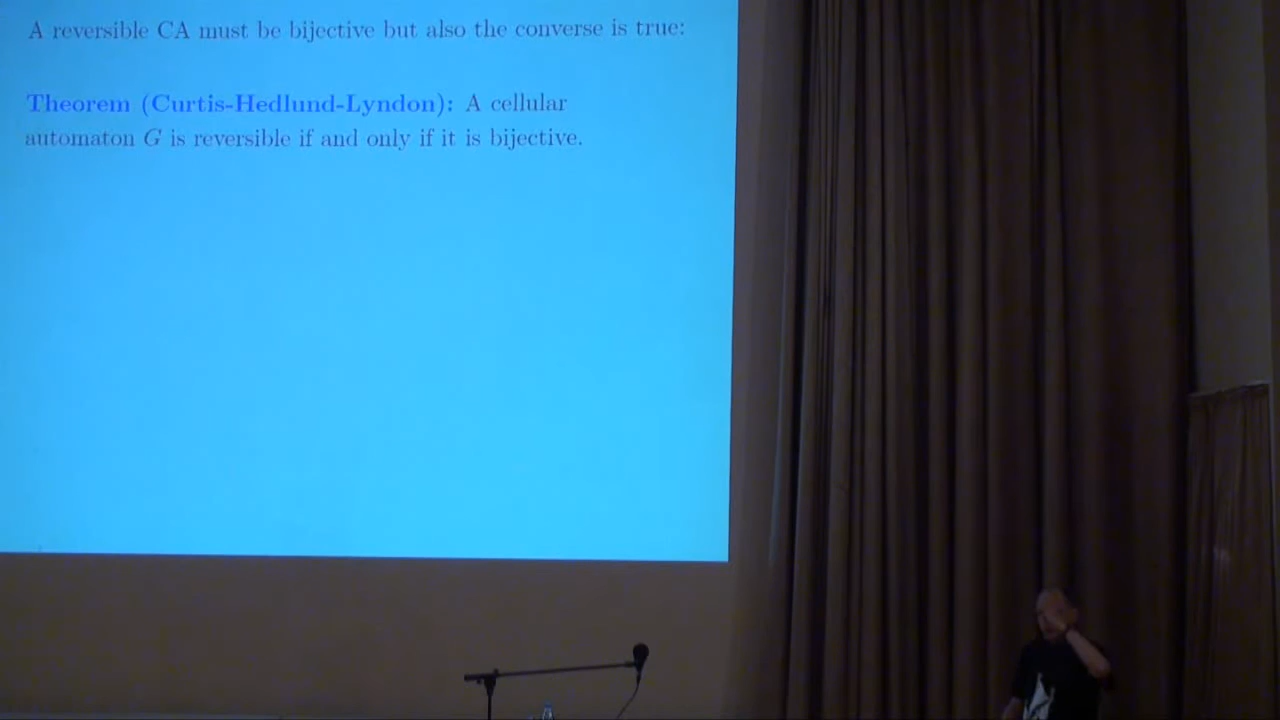 A reversible CA must be bijective but also the converse is true:
Theorem (Curtis-Hedlund-Lyndon): A cellular
automaton G is reversible if and only if it is bijective.